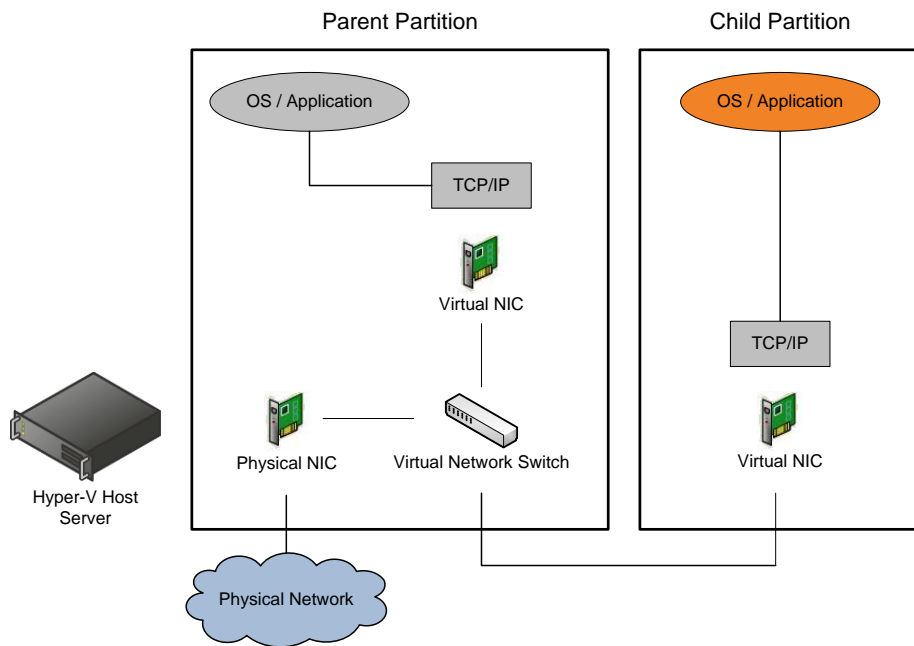 Parent Partition
Child Partition
OS / Application
OS / Application
TCP/IP
Virtual NIC
TCP/IP
Physical NIC
Virtual Network Switch
Virtual NIC
Hyper-V Host
Server
Physical Network